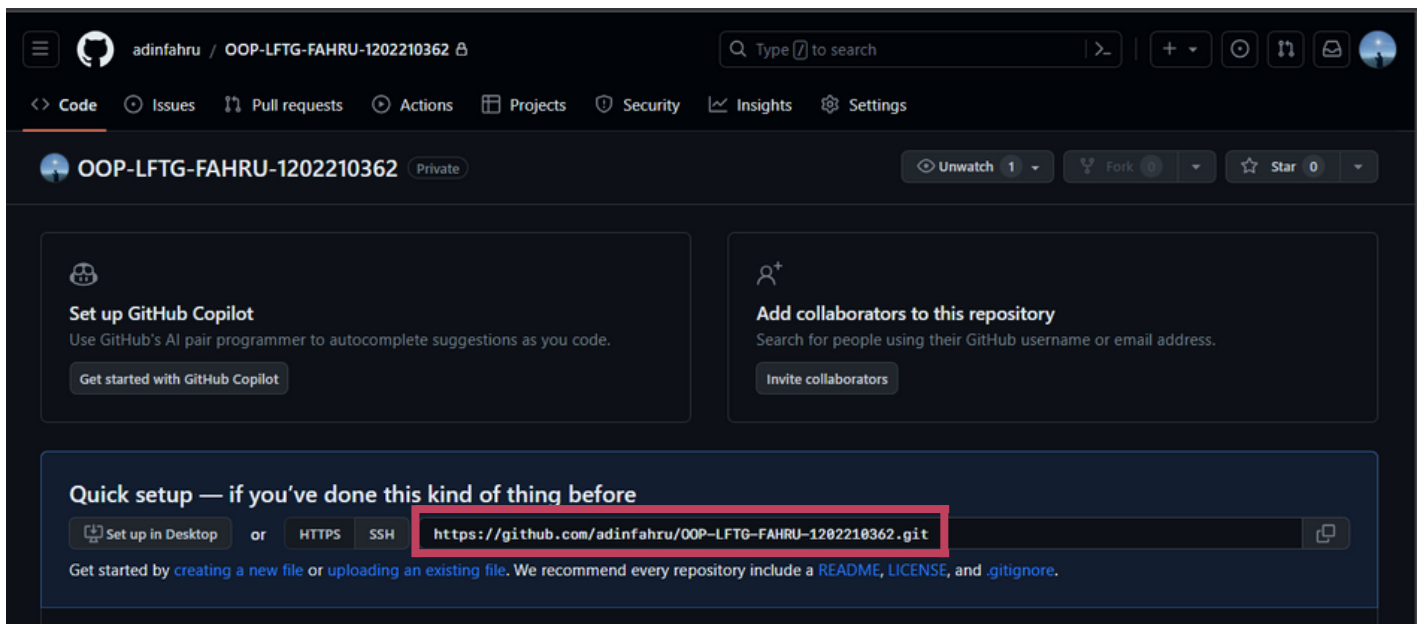 adinfahru / OOP-LFTG-FAHRU-1202210362
Type / to search
Code Issues Pull requests Actions Projects Security Insights Settings
OOP-LFTG-FAHRU-1202210362 Private
Unwatch 1 Fork 0 Star 0
Set up GitHub Copilot
Use GitHub's AI pair programmer to autocomplete suggestions as you code.
Get started with GitHub Copilot
Add collaborators to this repository
Search for people using their GitHub username or email address.
Invite collaborators
Quick setup — if you've done this kind of thing before
Set up in Desktop or HTTPS SSH https://github.com/adinfahru/OOP-LFTG-FAHRU-1202210362.git
Get started by creating a new file or uploading an existing file. We recommend every repository include a README, LICENSE, and .gitignore.